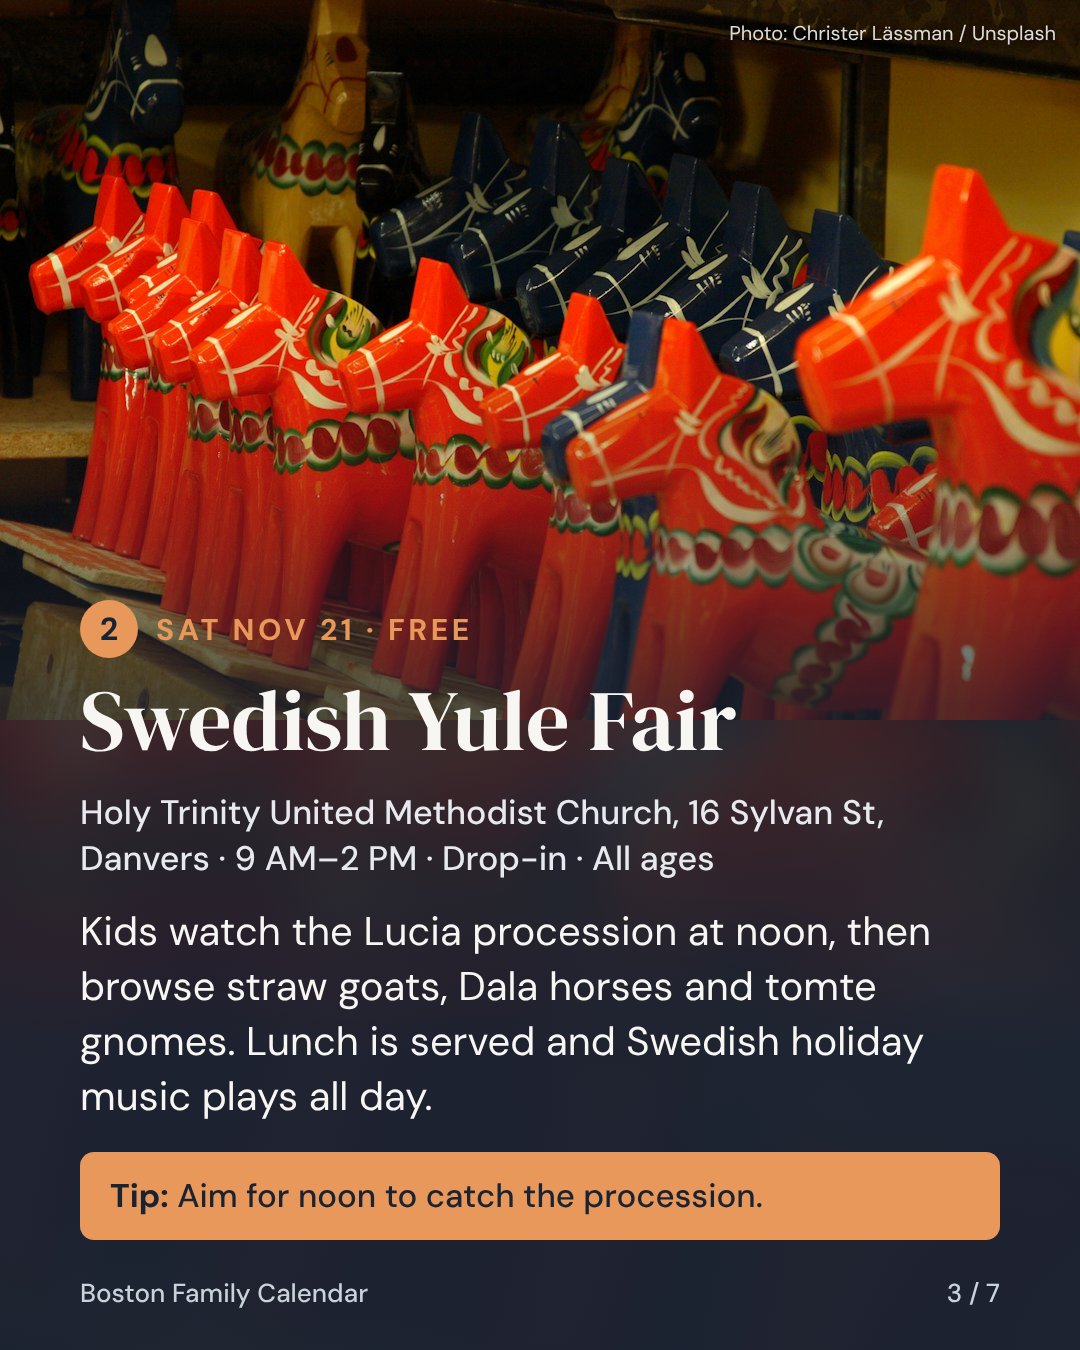 Photo: Christer Lässman / Unsplash
2 SAT NOV 21 · FREE
Swedish Yule Fair
Holy Trinity United Methodist Church, 16 Sylvan St,
Danvers · 9 AM–2 PM · Drop-in · All ages
Kids watch the Lucia procession at noon, then
browse straw goats, Dala horses and tomte
gnomes. Lunch is served and Swedish holiday
music plays all day.
Tip: Aim for noon to catch the procession.
Boston Family Calendar 3 / 7